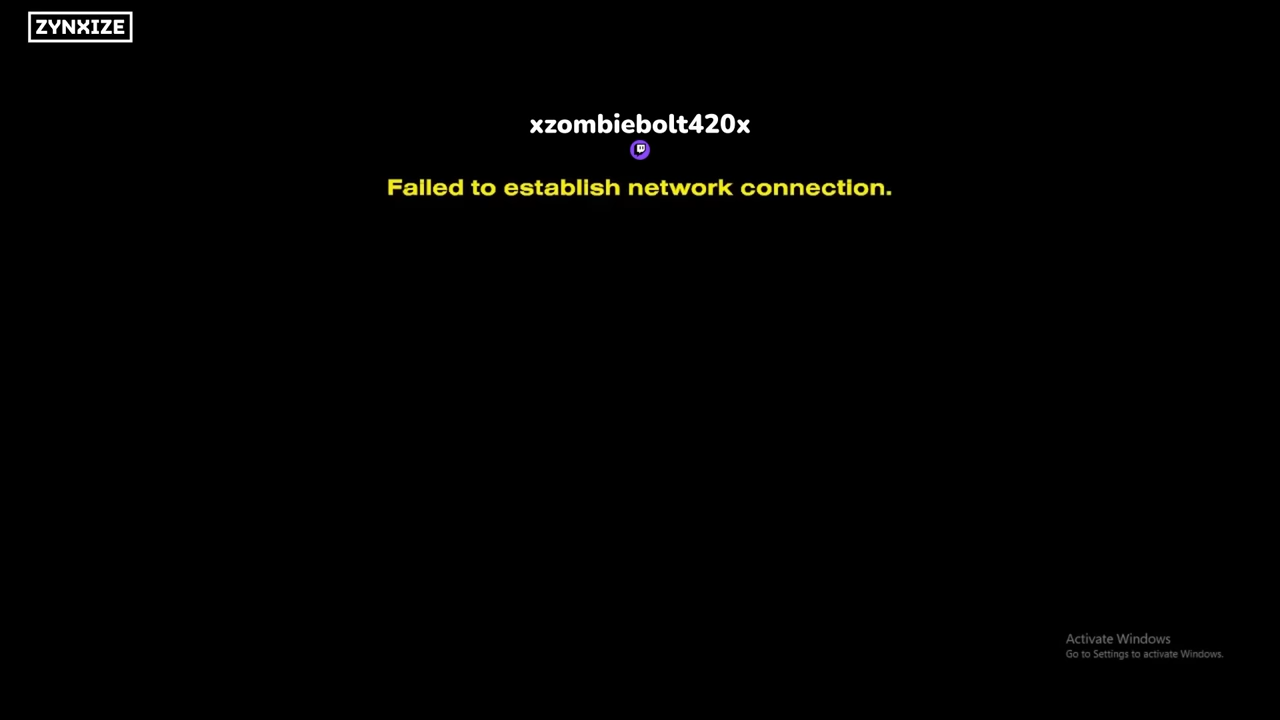 ZYNXIZE
xzombiebolt420x
Failed to establish network connection.
Activate Windows
Go to Settings to activate Windows.